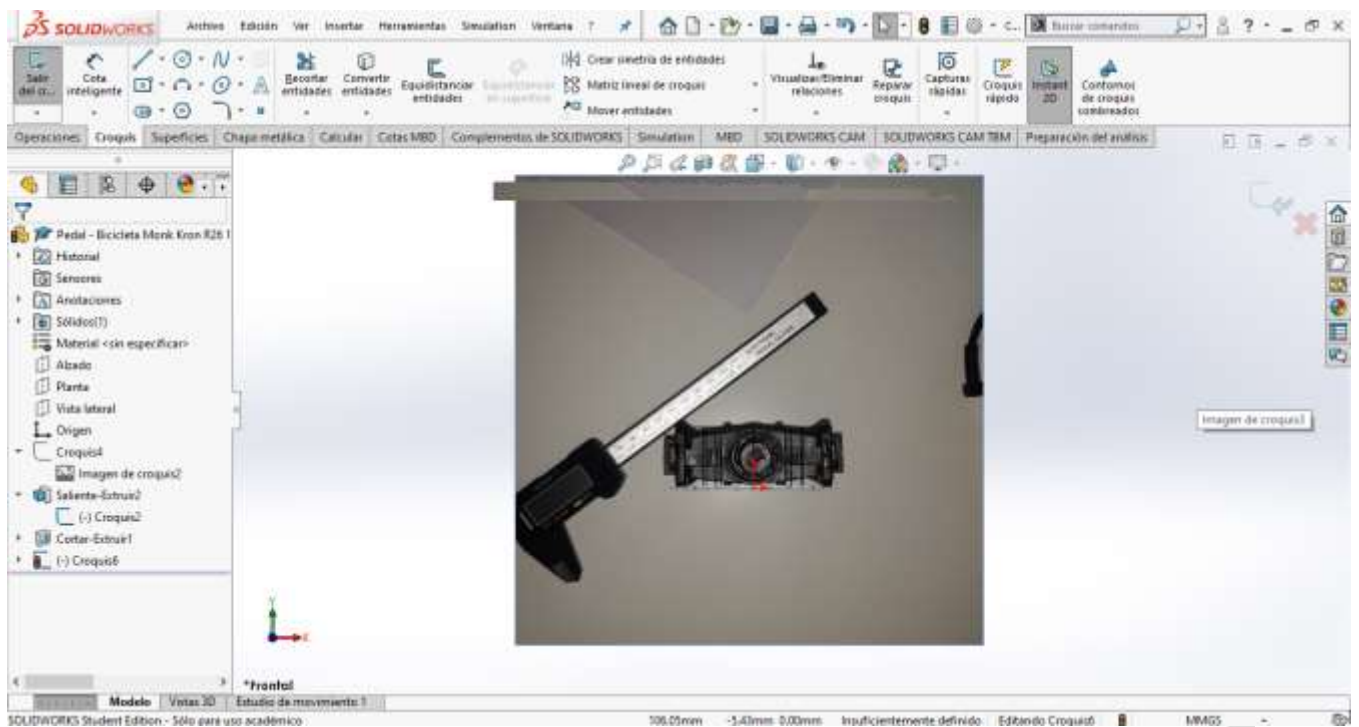 SOLIDWORKS Archivo Edición Ver Insertar Herramientas Simulation Ventana ?
Buscar comandos
Salir del cr...
Cota inteligente
Recortar entidades
Convertir entidades
Equidistanciar entidades
Crear simetría de entidades
Matriz lineal de croquis
Mover entidades
Visualizar/Eliminar relaciones
Reparar croquis
Capturas rápidas
Croquis rápido
Instant 2D
Contornos de croquis sombreados
Operaciones Croquis Superficies Chapa metálica Calcular Cotas MBD Complementos de SOLIDWORKS Simulation MBD SOLIDWORKS CAM SOLIDWORKS CAM TBM Preparación del análisis
Pedal - Bicicleta Monk Kron R26 1
Historial
Sensores
Anotaciones
Sólidos(1)
Material <sin especificar>
Alzado
Planta
Vista lateral
Origen
Croquis4
Imagen de croquis2
Saliente-Extruir2
(-) Croquis2
Cortar-Extruir1
(-) Croquis6
Imagen de croquis3
Y
X
*Frontal
Modelo Vistas 3D Estudio de movimiento 1
SOLIDWORKS Student Edition - Sólo para uso académico
106.05mm -5.43mm 0.00mm Insuficientemente definido Editando Croquis6 MMGS